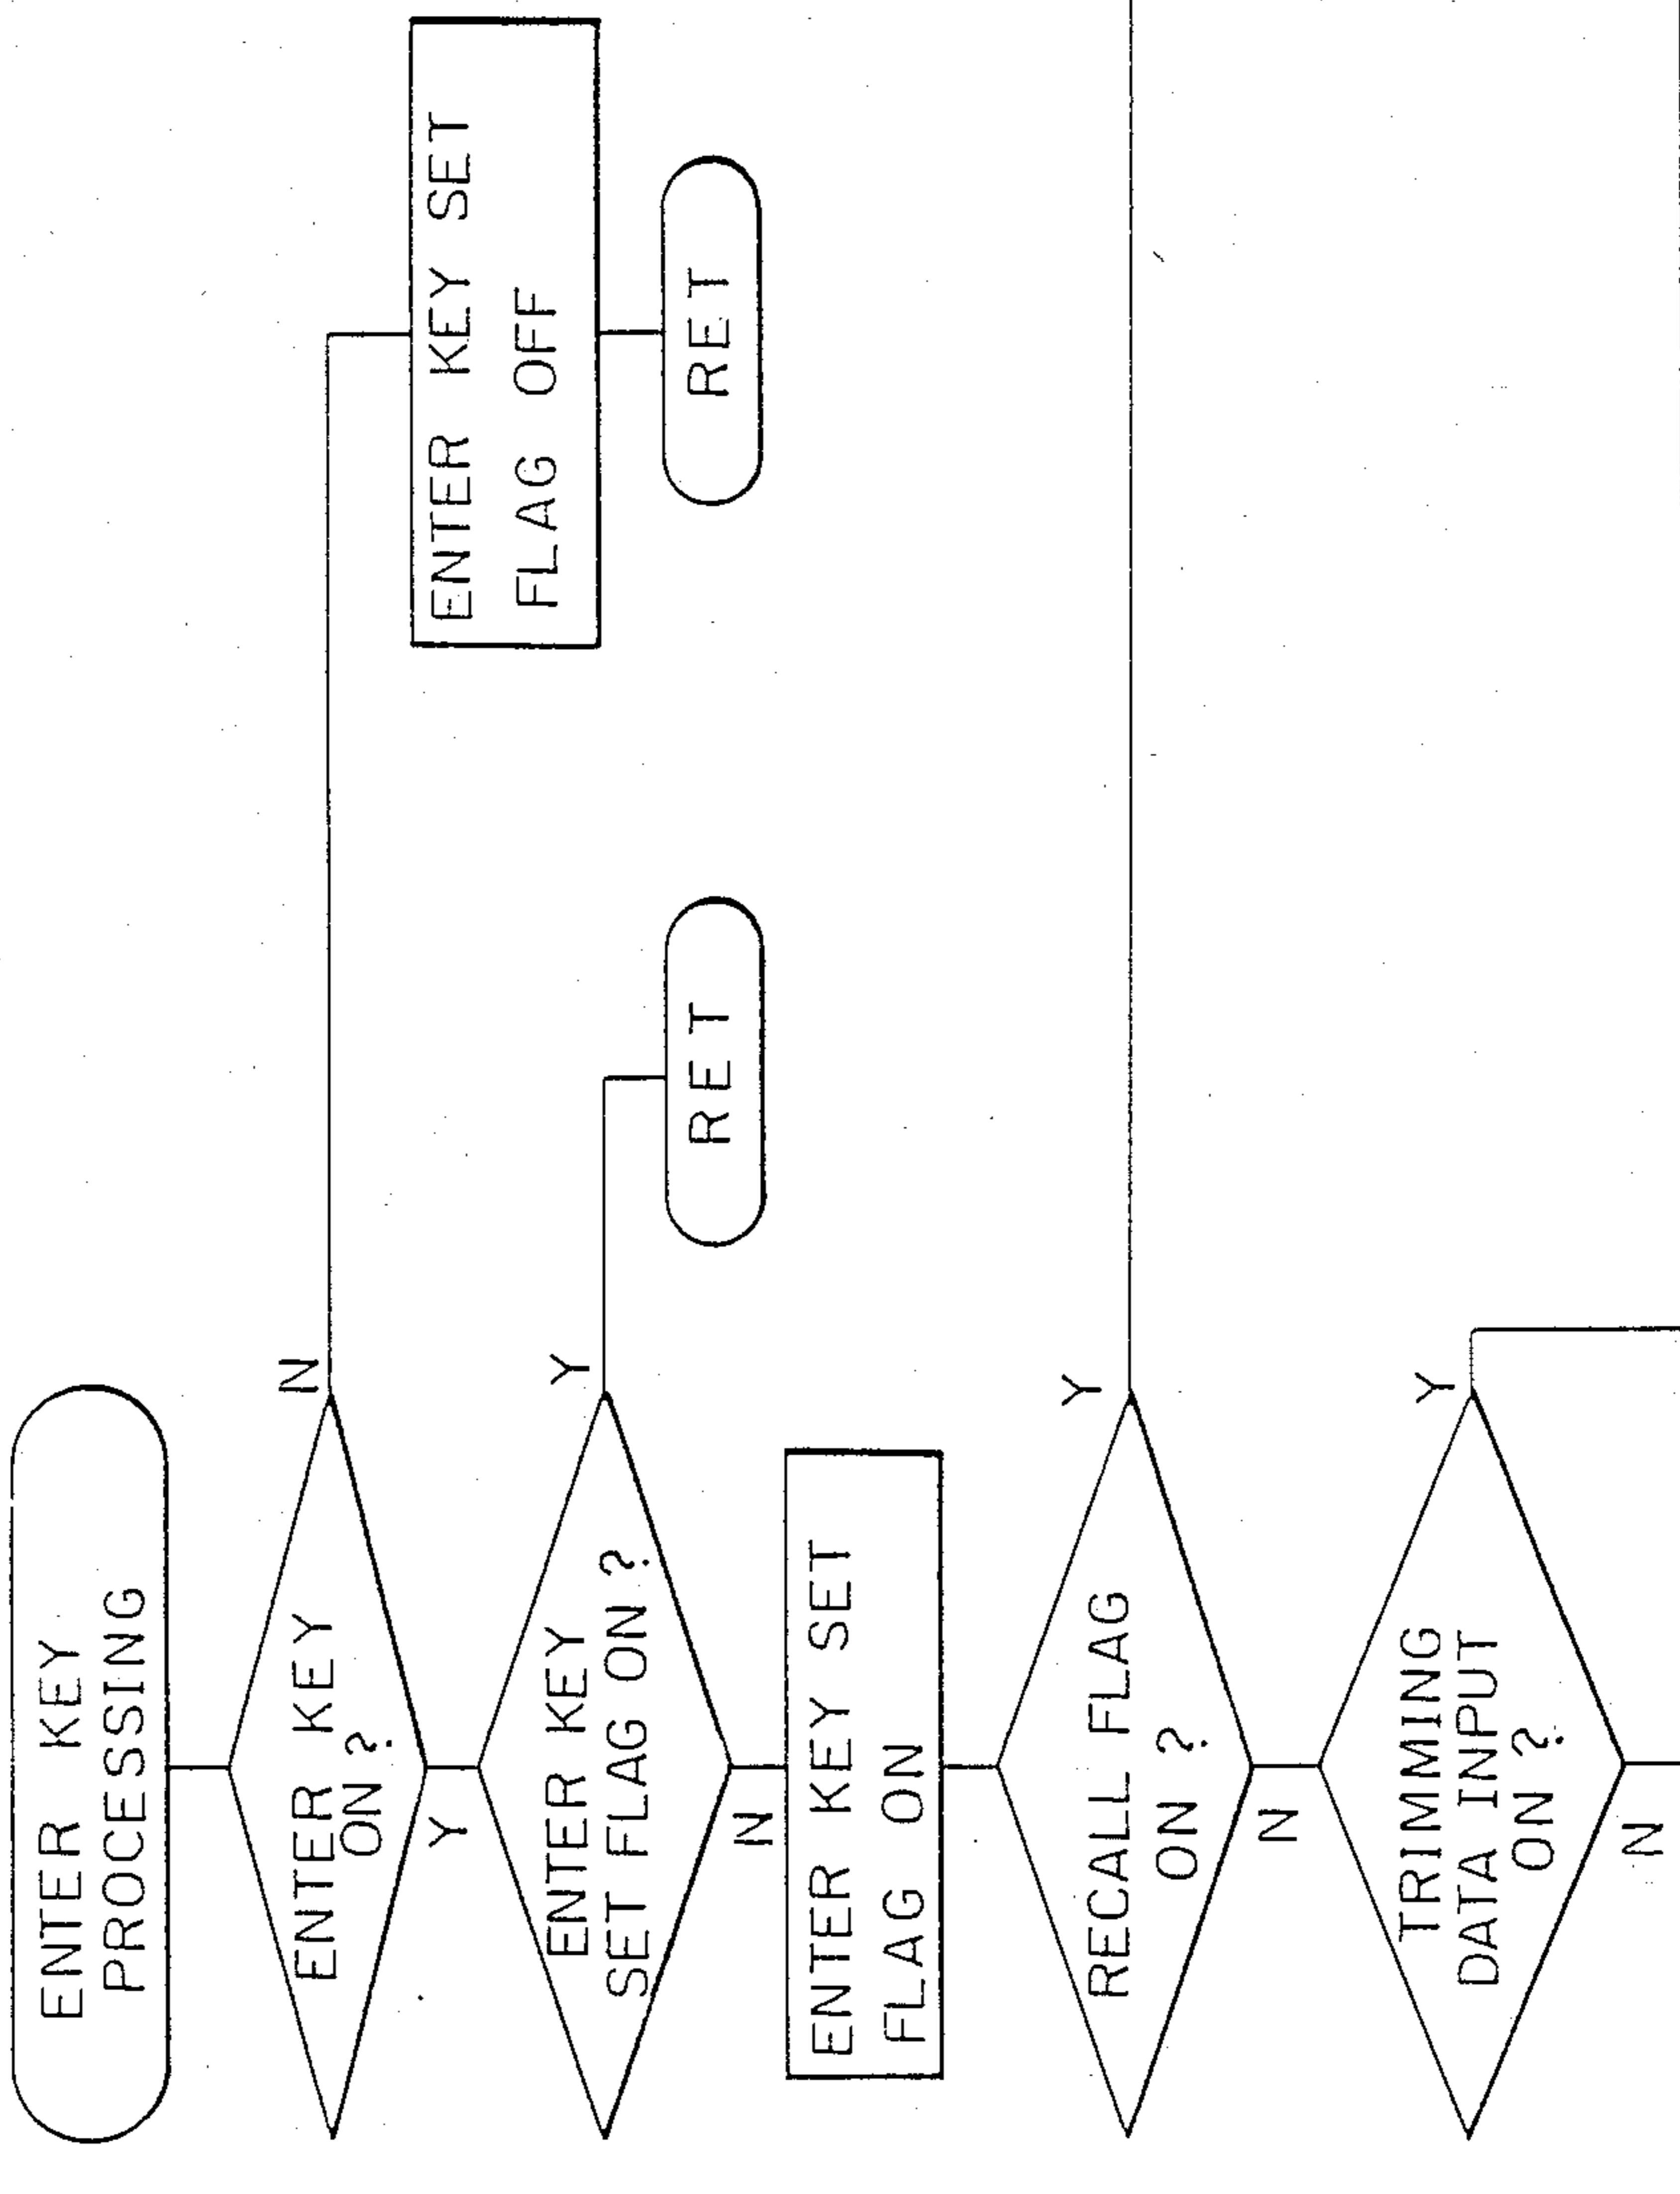 ENTER KEY
PROCESSING
ENTER KEY
ON ?
N
Y
ENTER KEY SET
FLAG OFF
RET
ENTER KEY
SET FLAG ON ?
Y
N
RET
ENTER KEY SET
FLAG ON
RECALL FLAG
ON ?
Y
N
TRIMMING
DATA INPUT
ON ?
Y
N